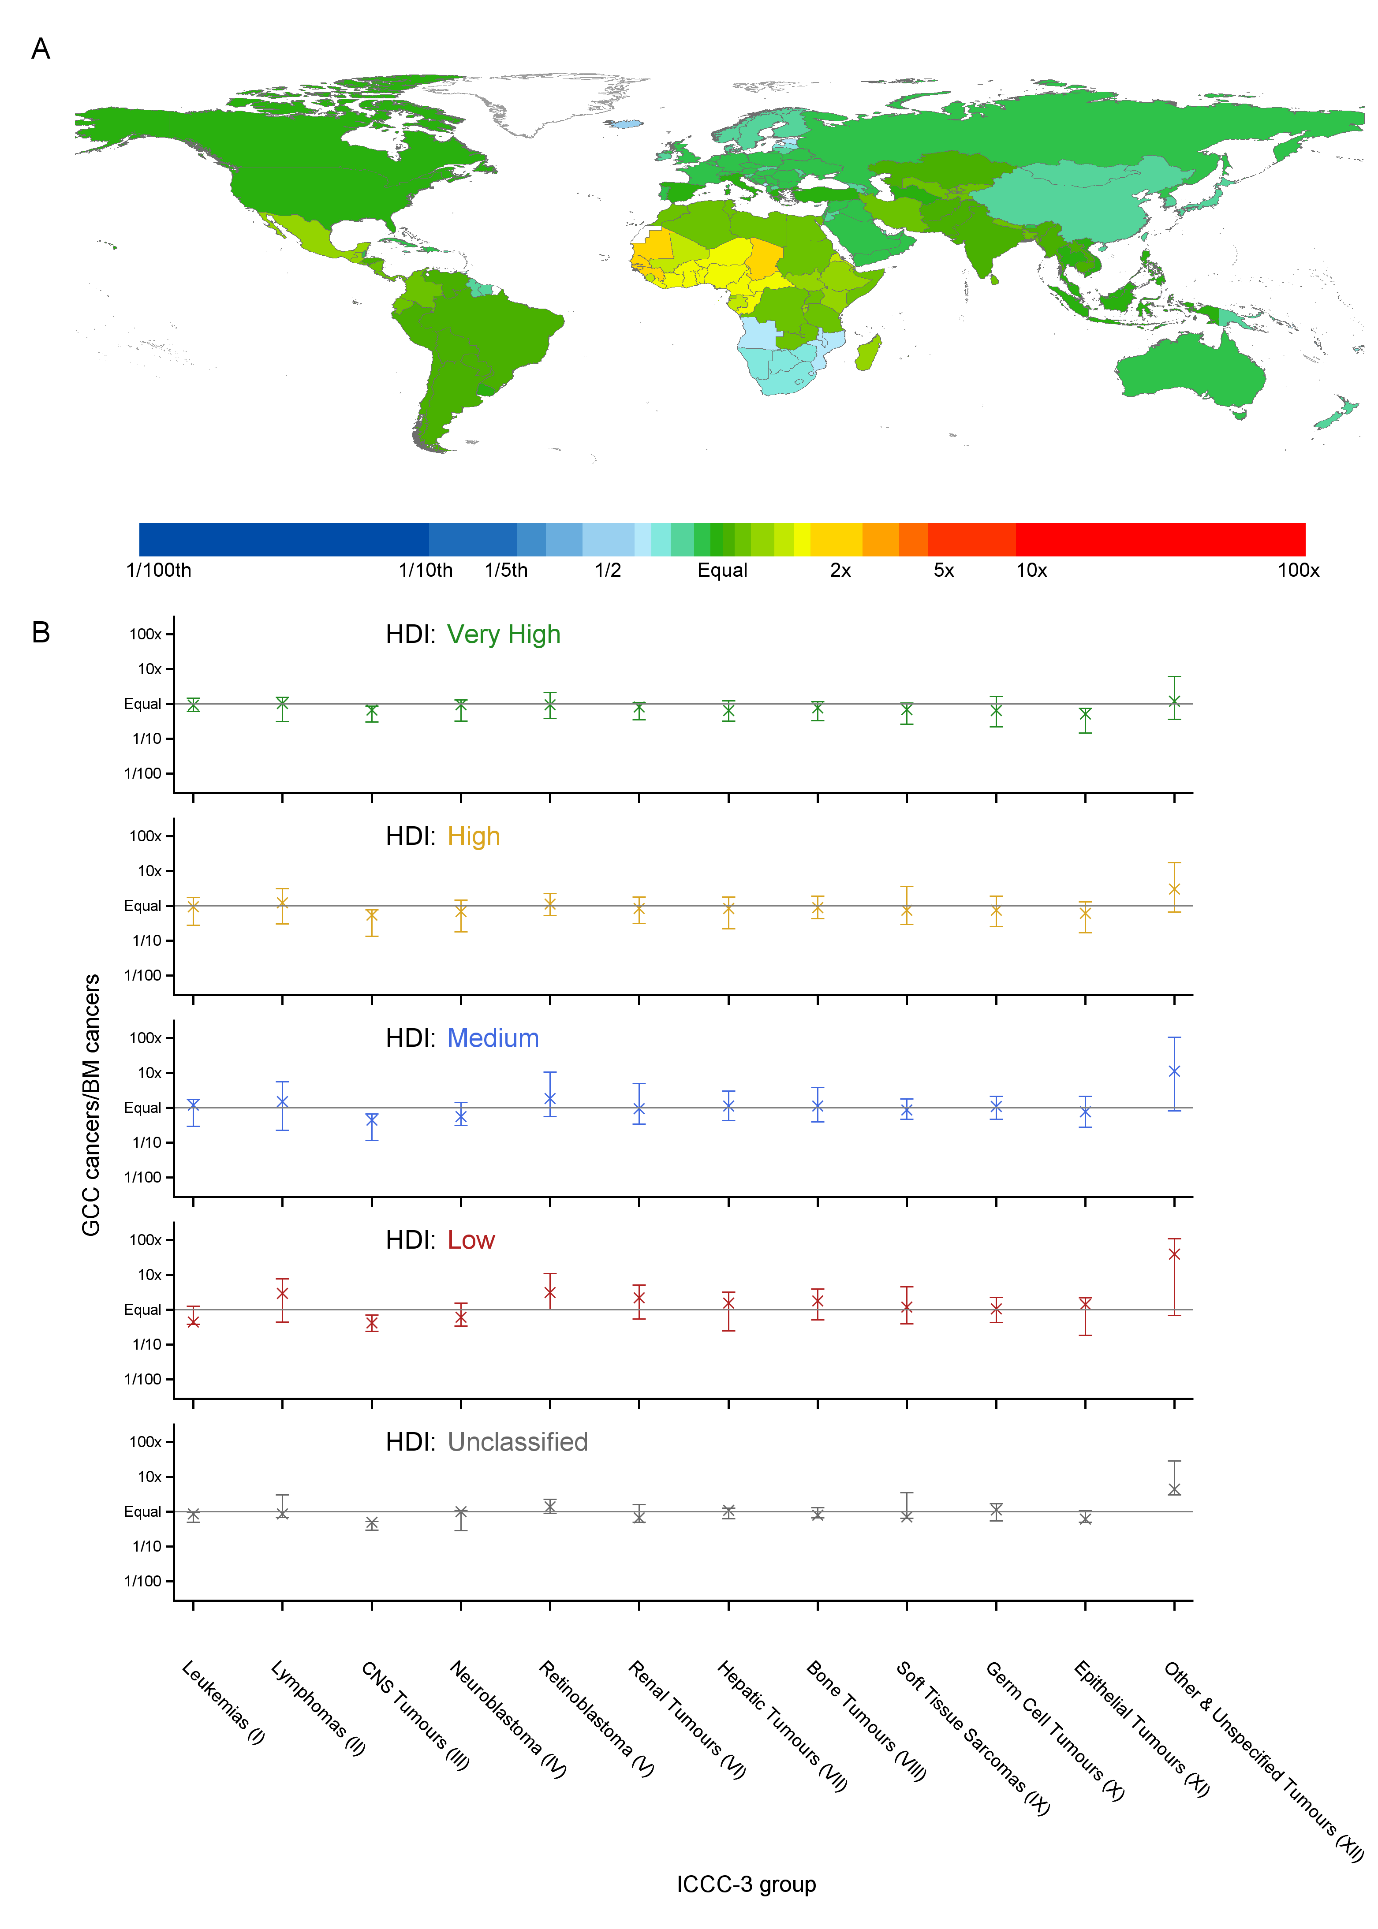 A
1/100th 1/10th 1/5th 1/2 Equal 2x 5x 10x 100x
B
GCC cancers/BM cancers
HDI: Very High
100x
10x
Equal
1/10
1/100
HDI: High
100x
10x
Equal
1/10
1/100
HDI: Medium
100x
10x
Equal
1/10
1/100
HDI: Low
100x
10x
Equal
1/10
1/100
HDI: Unclassified
100x
10x
Equal
1/10
1/100
Leukemias (I)
Lymphomas (II)
CNS Tumours (III)
Neuroblastoma (IV)
Retinoblastoma (V)
Renal Tumours (VI)
Hepatic Tumours (VII)
Bone Tumours (VIII)
Soft Tissue Sarcomas (IX)
Germ Cell Tumours (X)
Epithelial Tumours (XI)
Other & Unspecified Tumours (XII)
ICCC-3 group